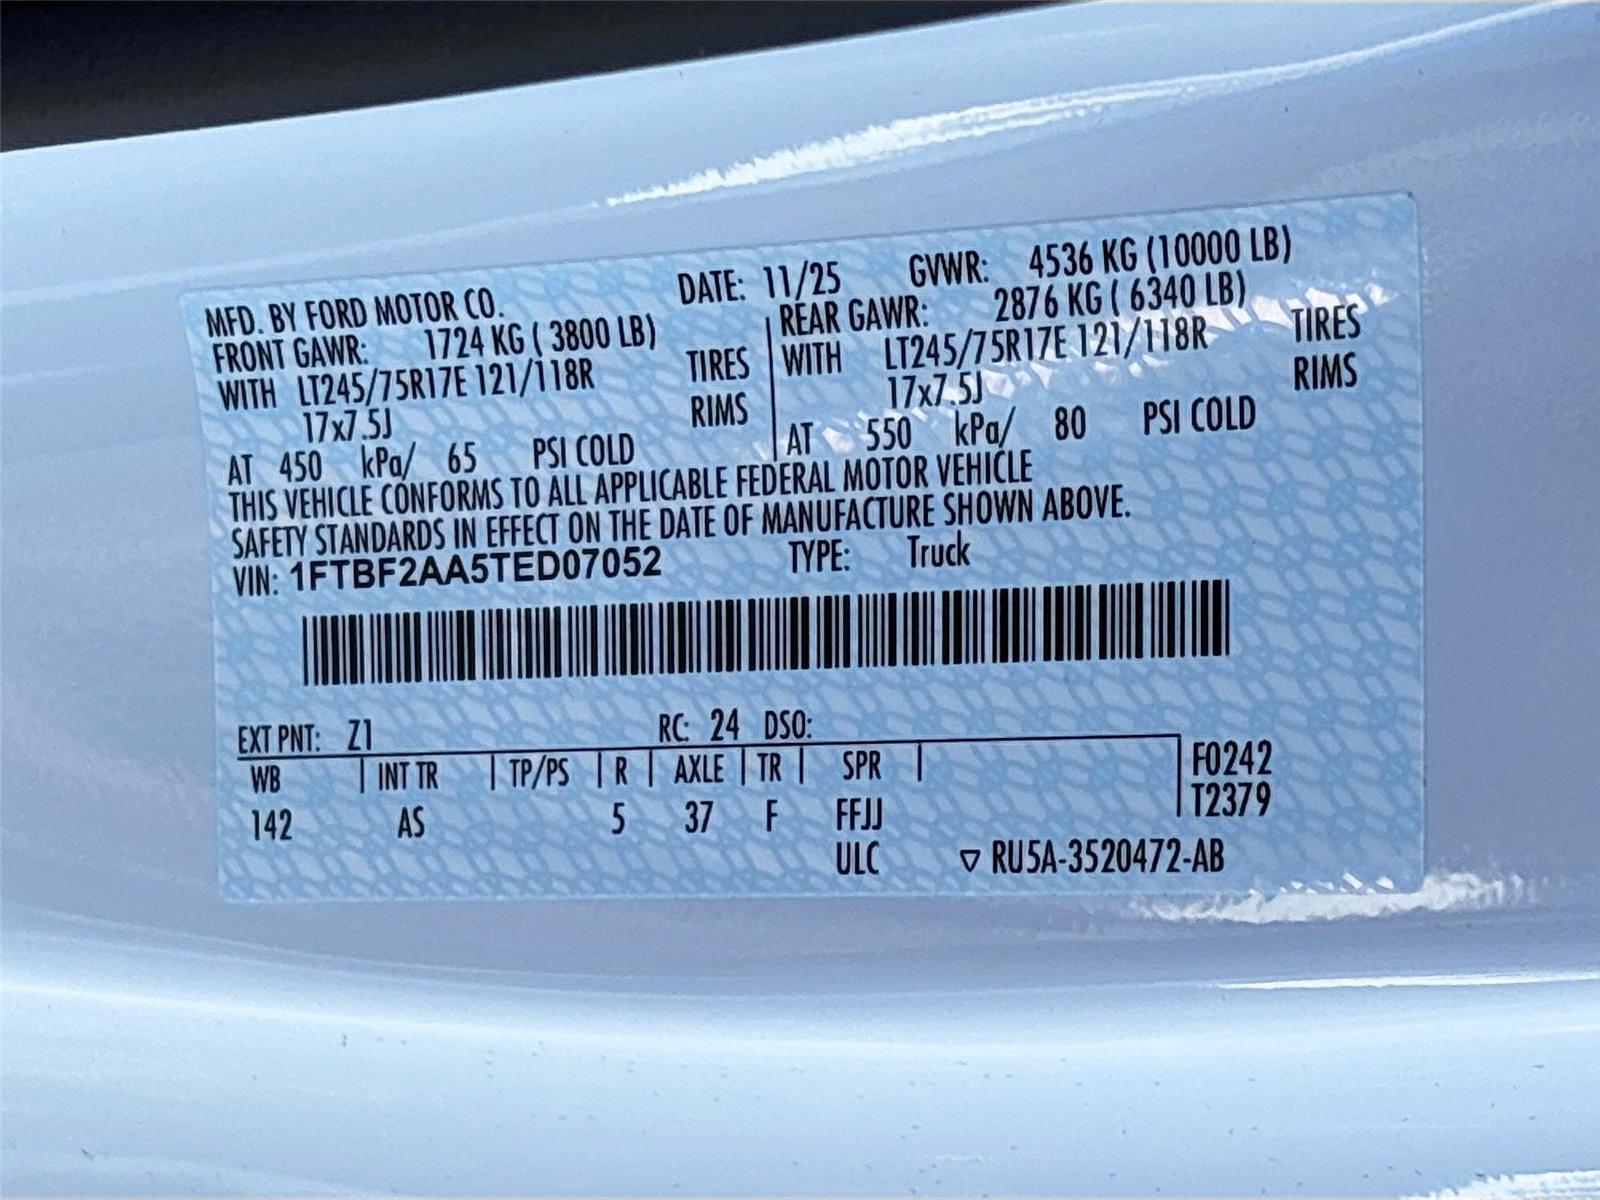 MFD. BY FORD MOTOR CO. DATE: 11/25 GVWR: 4536 KG (10000 LB)
FRONT GAWR: 1724 KG ( 3800 LB) REAR GAWR: 2876 KG ( 6340 LB)
WITH LT245/75R17E 121/118R TIRES WITH LT245/75R17E 121/118R TIRES
17x7.5J RIMS 17x7.5J RIMS
AT 450 kPa/ 65 PSI COLD AT 550 kPa/ 80 PSI COLD
THIS VEHICLE CONFORMS TO ALL APPLICABLE FEDERAL MOTOR VEHICLE
SAFETY STANDARDS IN EFFECT ON THE DATE OF MANUFACTURE SHOWN ABOVE.
VIN: 1FTBF2AA5TED07052 TYPE: Truck
EXT PNT: Z1 RC: 24 DSO:
WB INT TR TP/PS R AXLE TR SPR F0242
142 AS 5 37 F FFJJ T2379
ULC ▽ RU5A-3520472-AB